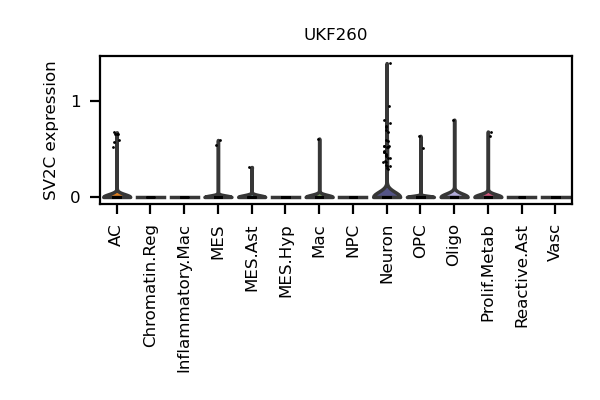 UKF260
SV2C expression
1
0
AC
Chromatin.Reg
Inflammatory.Mac
MES
MES.Ast
MES.Hyp
Mac
NPC
Neuron
OPC
Oligo
Prolif.Metab
Reactive.Ast
Vasc